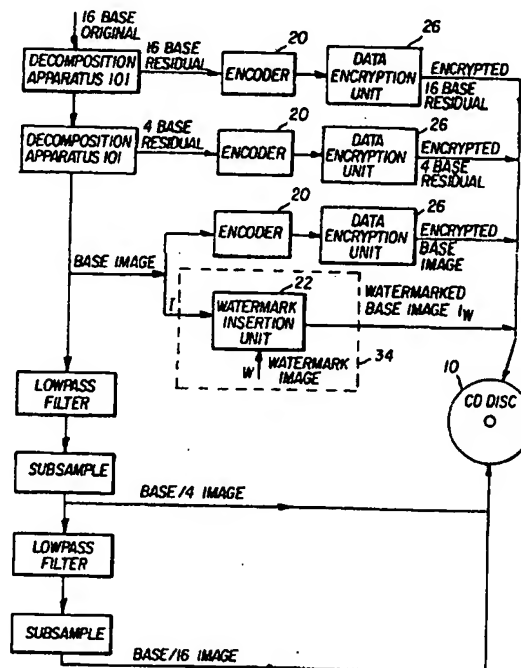 16 BASE
ORIGINAL
DECOMPOSITION
APPARATUS 101
16 BASE
RESIDUAL
20
ENCODER
26
DATA
ENCRYPTION
UNIT
ENCRYPTED
16 BASE
RESIDUAL
DECOMPOSITION
APPARATUS 101
4 BASE
RESIDUAL
20
ENCODER
26
DATA
ENCRYPTION
UNIT
ENCRYPTED
4 BASE
RESIDUAL
20
ENCODER
26
DATA
ENCRYPTION
UNIT
ENCRYPTED
BASE
IMAGE
BASE IMAGE
I
22
WATERMARK
INSERTION
UNIT
WATERMARKED
BASE IMAGE IW
W
WATERMARK
IMAGE
34
LOWPASS
FILTER
10
CD DISC
SUBSAMPLE
BASE/4 IMAGE
LOWPASS
FILTER
SUBSAMPLE
BASE/16 IMAGE